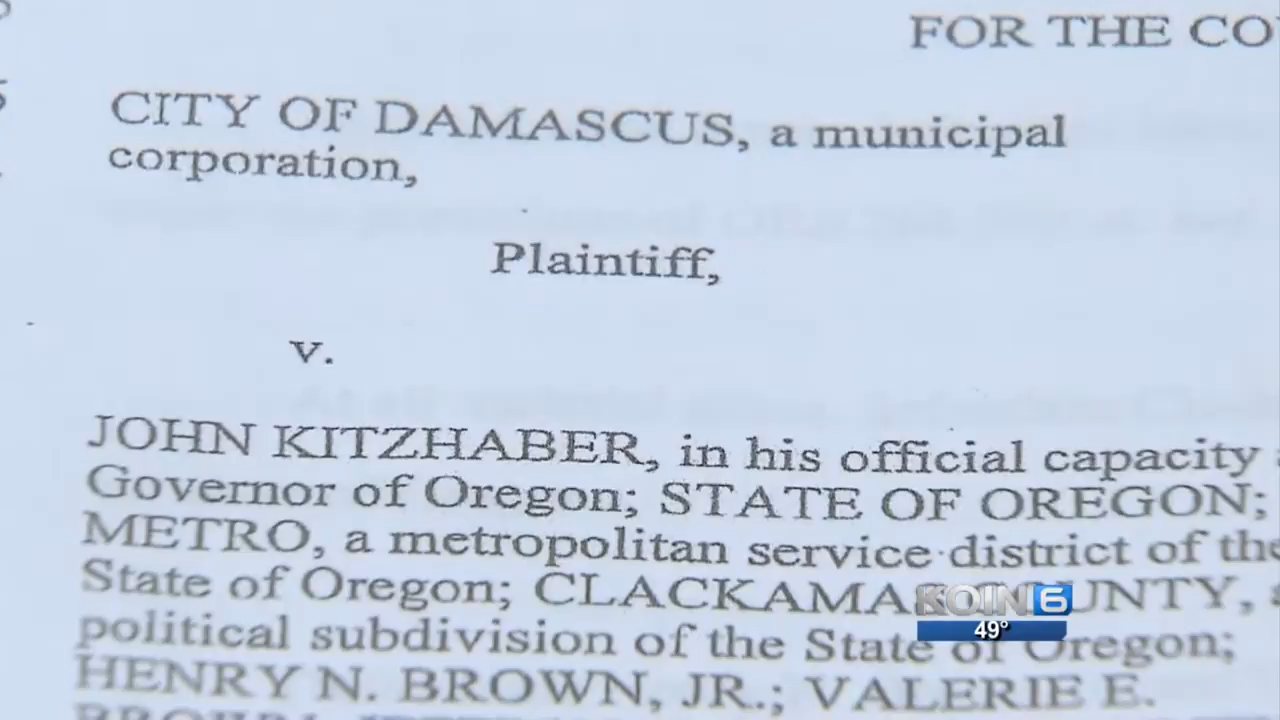 FOR THE CO
CITY OF DAMASCUS, a municipal
corporation,
Plaintiff,
v.
JOHN KITZHABER, in his official capacity
Governor of Oregon; STATE OF OREGON;
METRO, a metropolitan service district of the
State of Oregon; CLACKAMAS COUNTY,
political subdivision of the State of Oregon;
HENRY N. BROWN, JR.; VALERIE E.
KOIN 6
49°